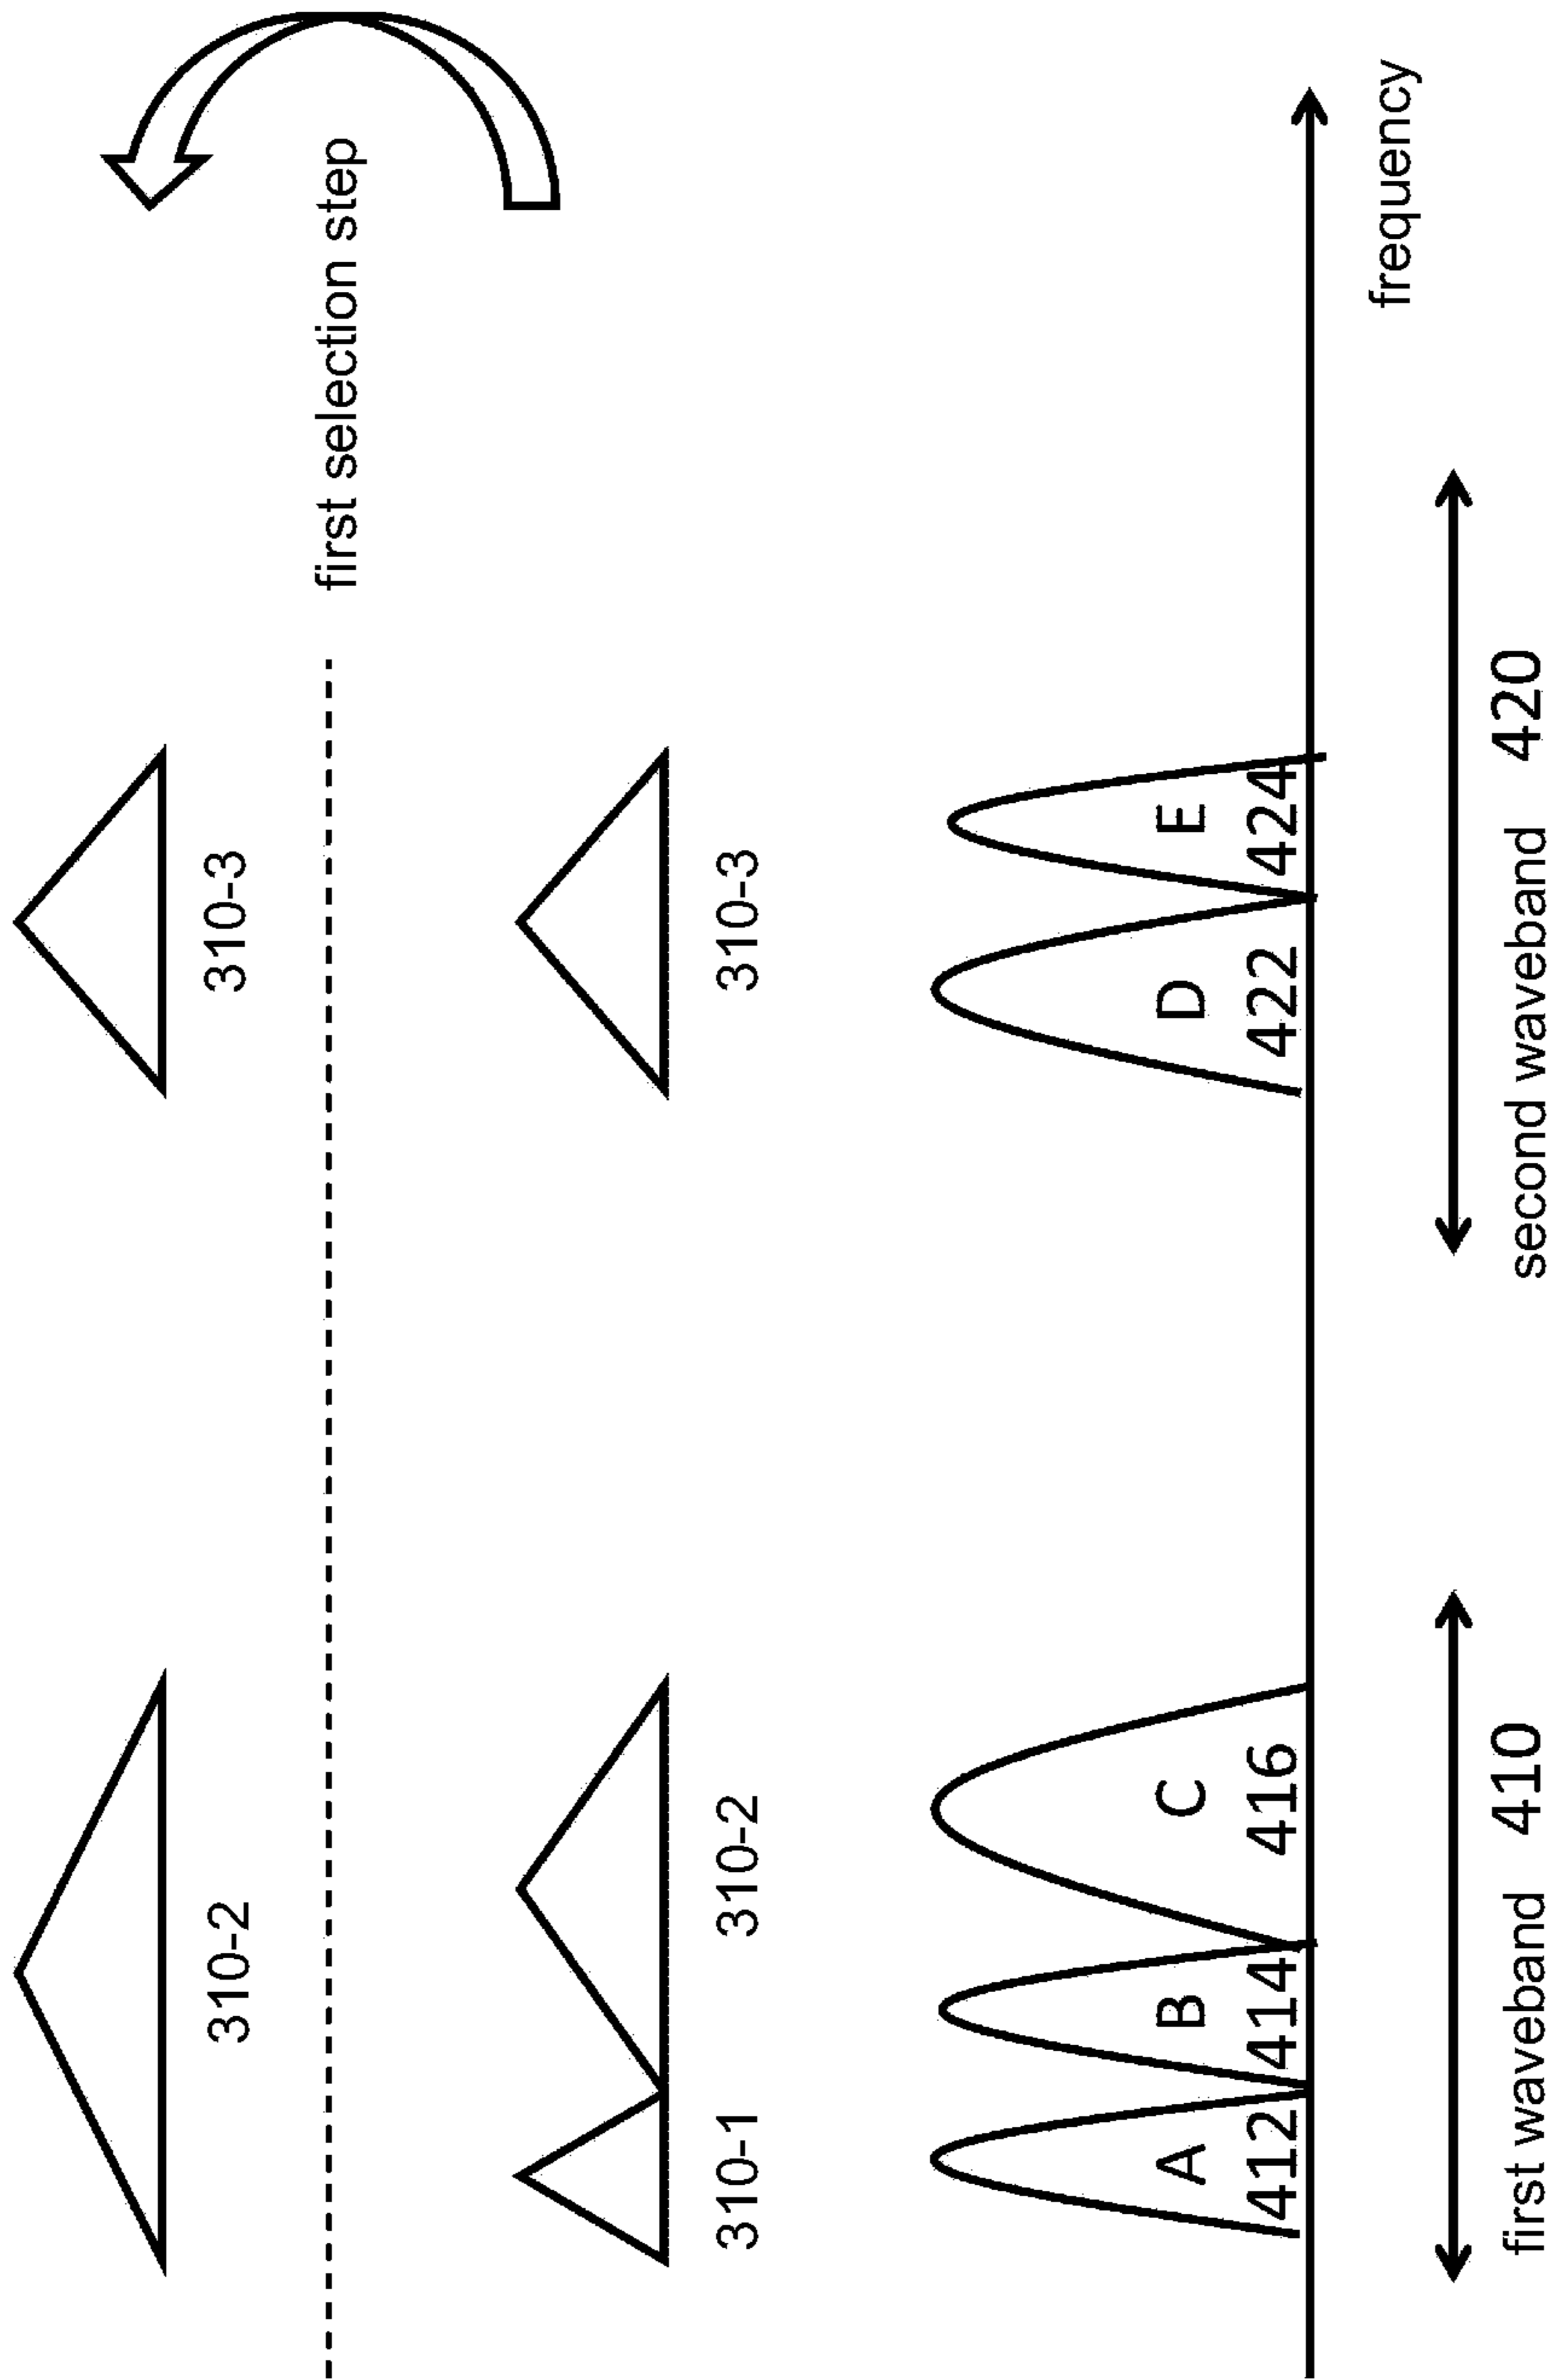 310-2
310-3
first selection step
310-1
310-2
310-3
A
B
C
D
E
412
414
416
422
424
frequency
first waveband 410
second waveband 420